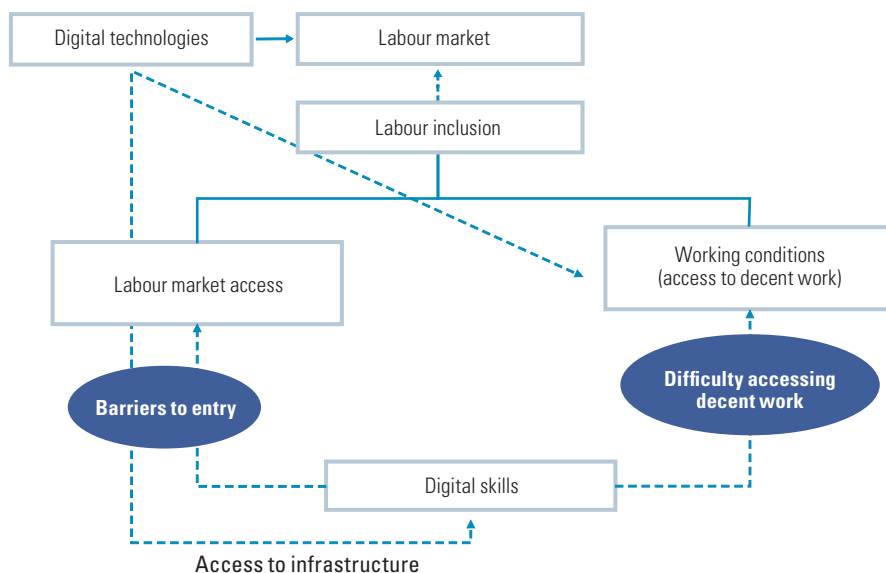 Digital technologies
Labour market
Labour inclusion
Labour market access
Working conditions
(access to decent work)
Barriers to entry
Difficulty accessing
decent work
Digital skills
Access to infrastructure